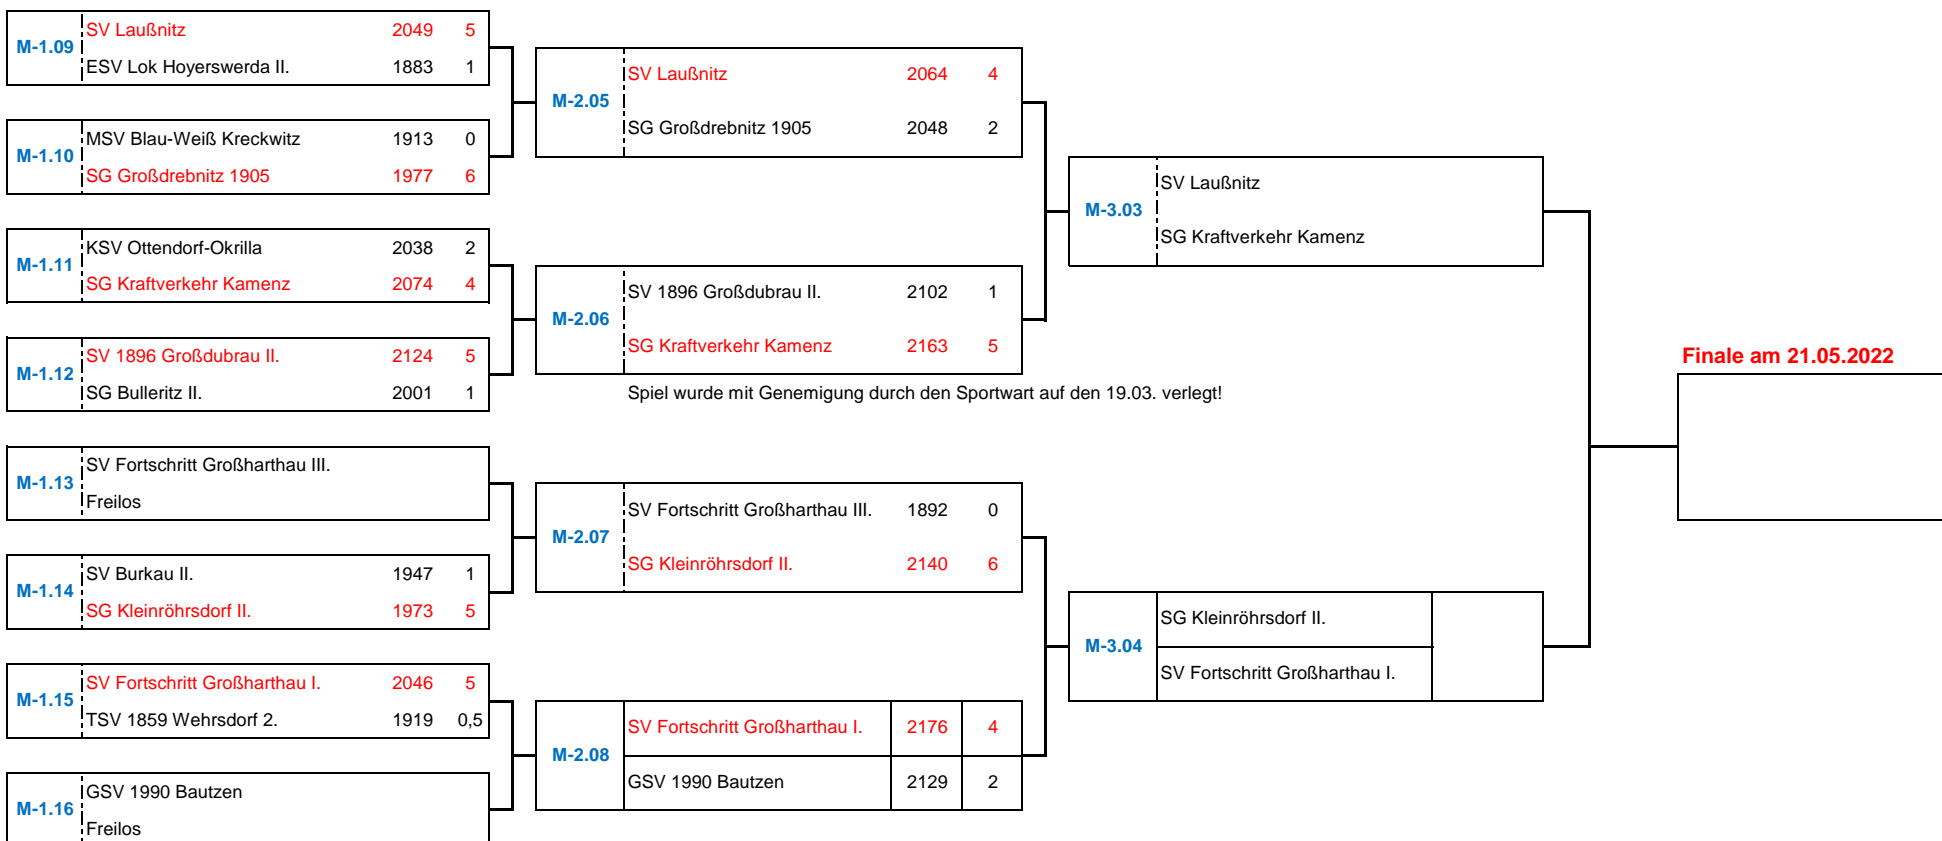 M-1.09
SV Laußnitz 2049 5
ESV Lok Hoyerswerda II. 1883 1
M-1.10
MSV Blau-Weiß Kreckwitz 1913 0
SG Großdrebnitz 1905 1977 6
M-1.11
KSV Ottendorf-Okrilla 2038 2
SG Kraftverkehr Kamenz 2074 4
M-1.12
SV 1896 Großdubrau II. 2124 5
SG Bulleritz II. 2001 1
M-1.13
SV Fortschritt Großharthau III.
Freilos
M-1.14
SV Burkau II. 1947 1
SG Kleinröhrsdorf II. 1973 5
M-1.15
SV Fortschritt Großharthau I. 2046 5
TSV 1859 Wehrsdorf 2. 1919 0,5
M-1.16
GSV 1990 Bautzen
Freilos
M-2.05
SV Laußnitz 2064 4
SG Großdrebnitz 1905 2048 2
M-2.06
SV 1896 Großdubrau II. 2102 1
SG Kraftverkehr Kamenz 2163 5
Spiel wurde mit Genemigung durch den Sportwart auf den 19.03. verlegt!
M-2.07
SV Fortschritt Großharthau III. 1892 0
SG Kleinröhrsdorf II. 2140 6
M-2.08
SV Fortschritt Großharthau I. 2176 4
GSV 1990 Bautzen 2129 2
M-3.03
SV Laußnitz
SG Kraftverkehr Kamenz
M-3.04
SG Kleinröhrsdorf II.
SV Fortschritt Großharthau I.
Finale am 21.05.2022